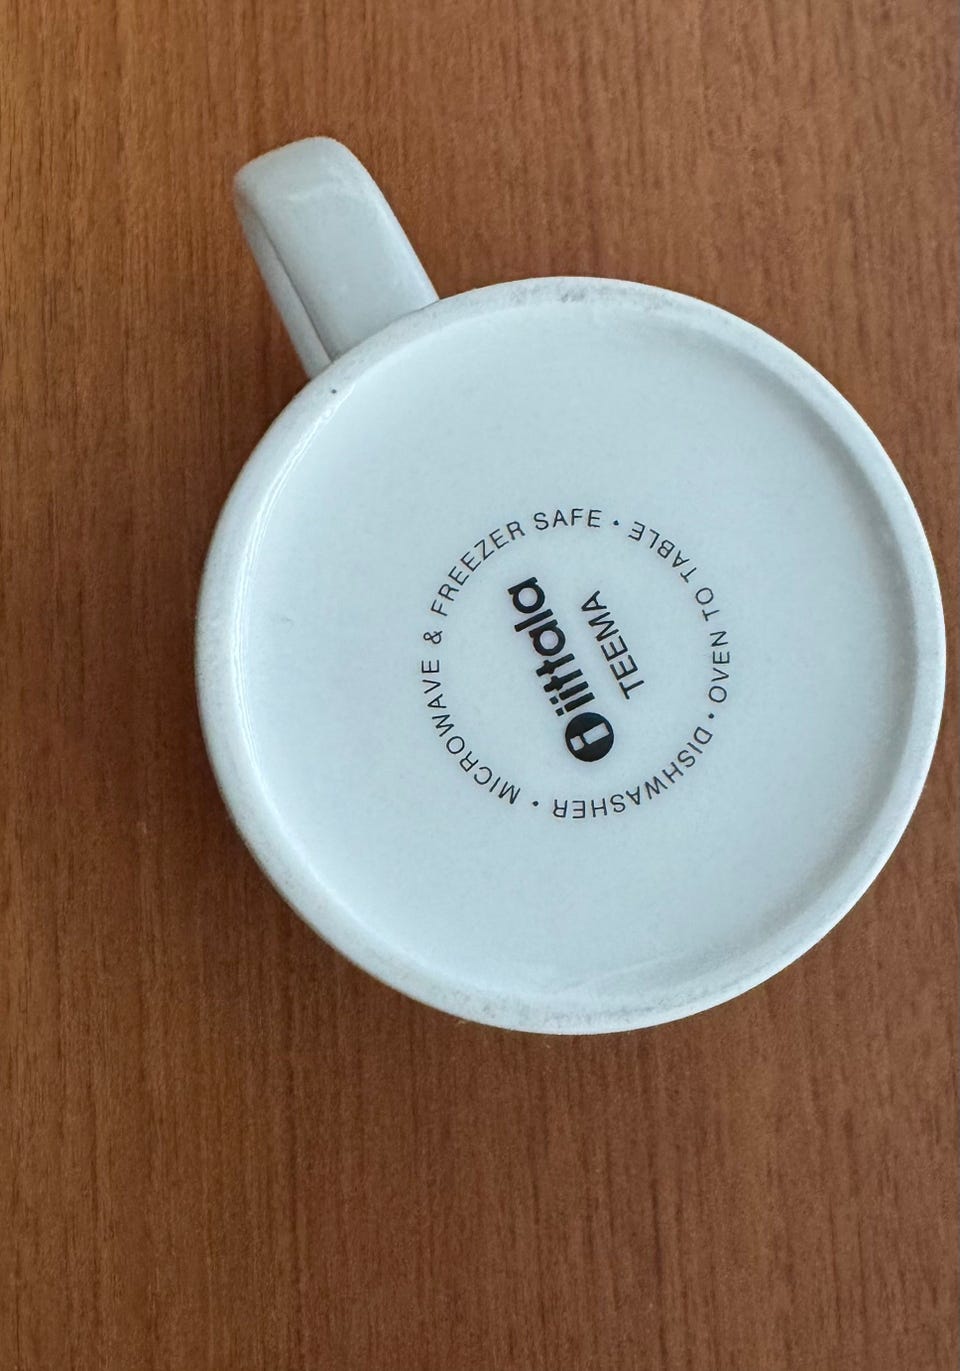 iittala
TEEMA
MICROWAVE & FREEZER SAFE • OVEN TO TABLE • DISHWASHER •